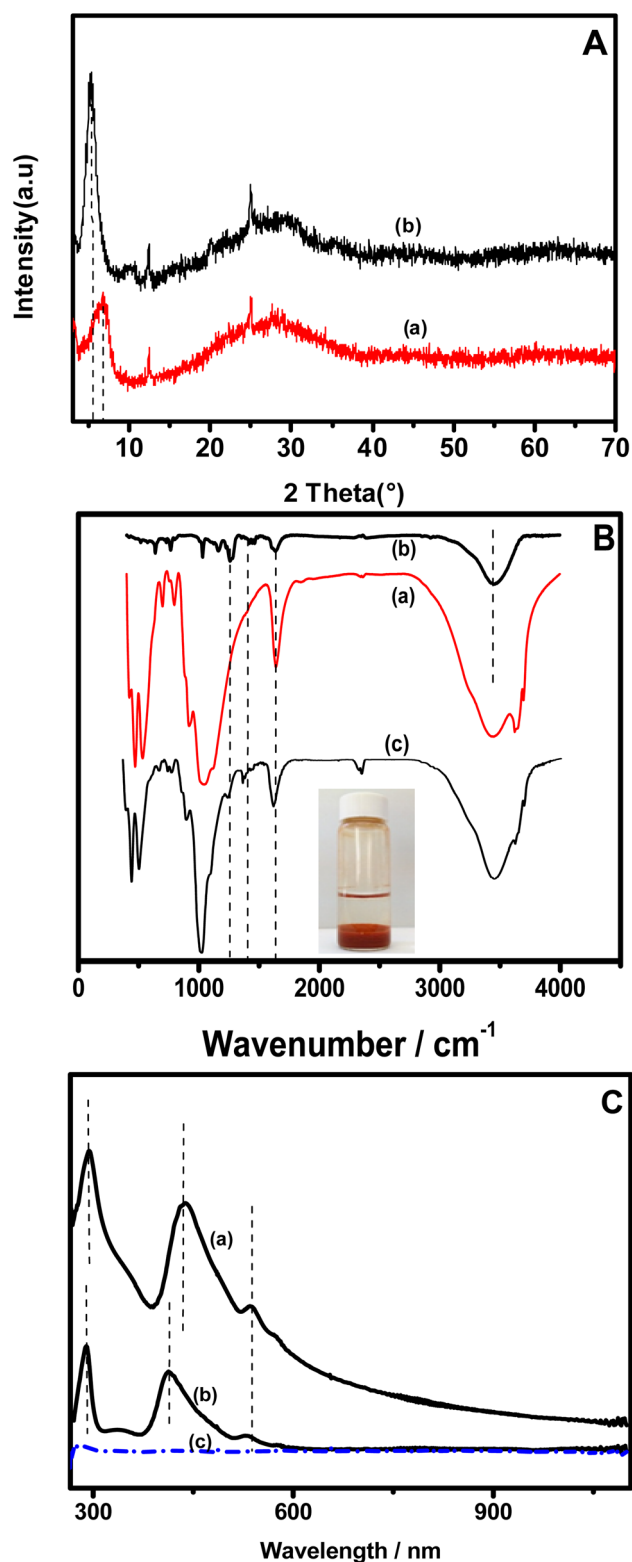 A
Intensity(a.u)
(b)
(a)
10 20 30 40 50 60 70
2 Theta(°)
B
(b)
(a)
(c)
0 1000 2000 3000 4000
Wavenumber / cm-1
C
(a)
(b)
(c)
300 600 900
Wavelength / nm